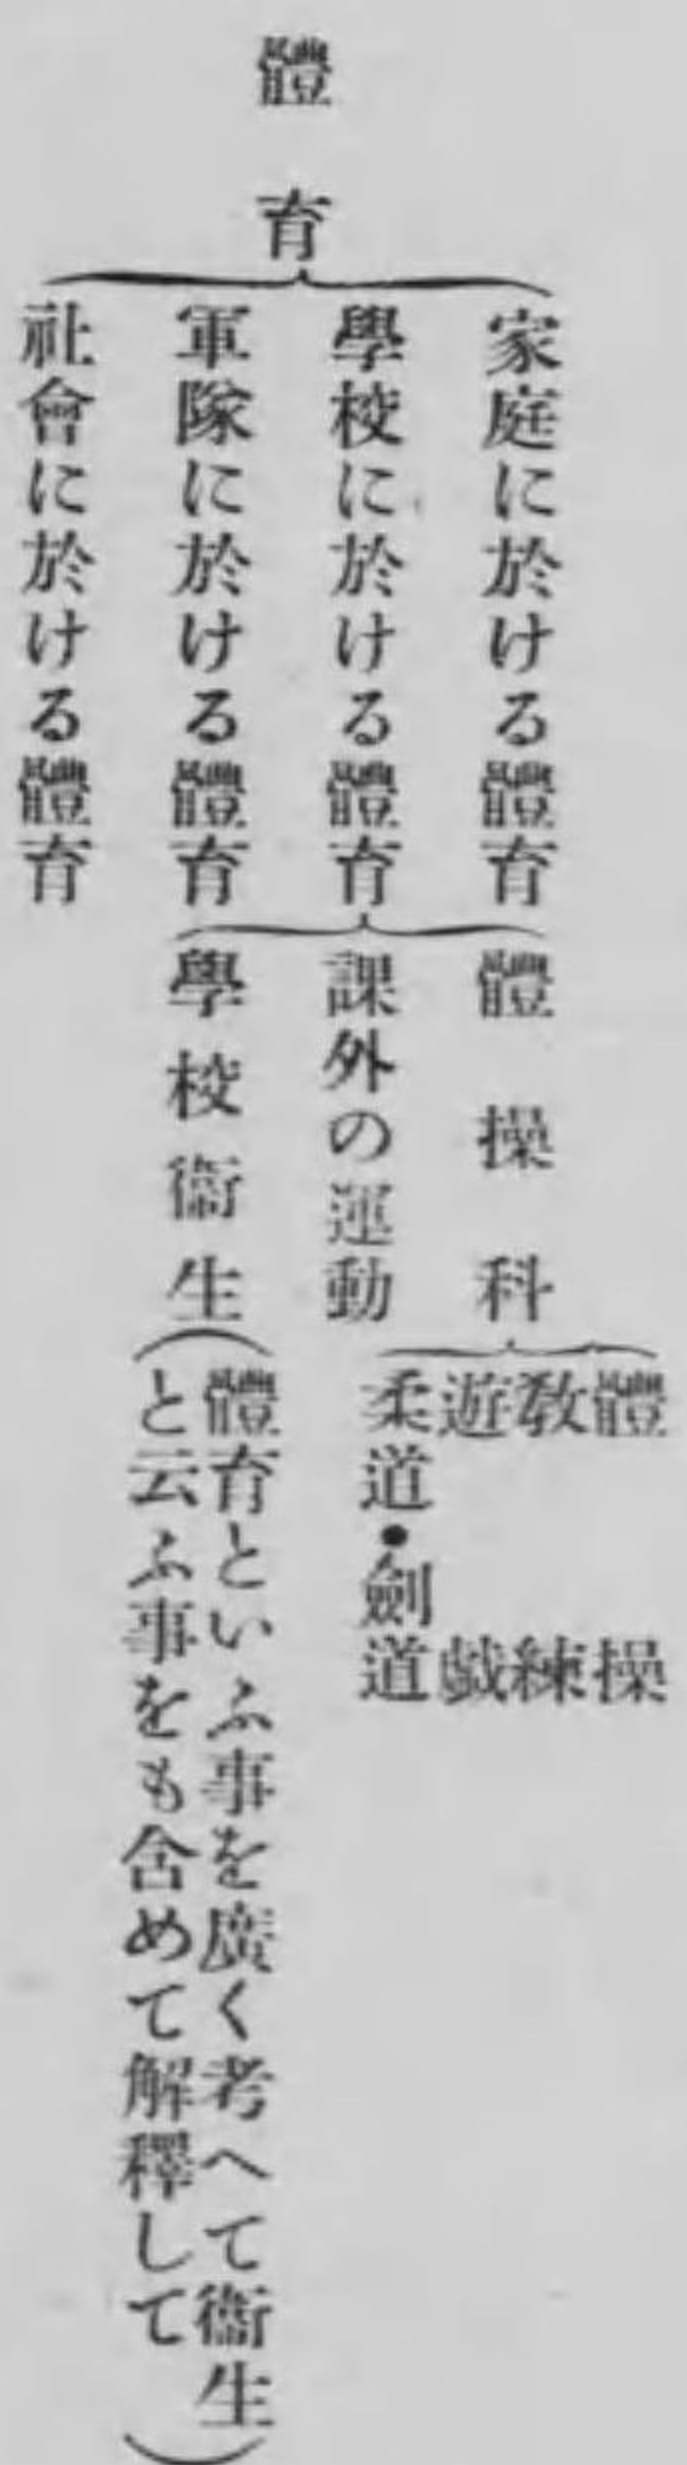 體育
家庭に於ける體育
學校に於ける體育
軍隊に於ける體育
社會に於ける體育
體操科
課外の運動
學校衞生
體操
教練
遊戯
柔道・劍道
(體育といふ事を廣く考へて衞生
と云ふ事をも含めて解釋して)